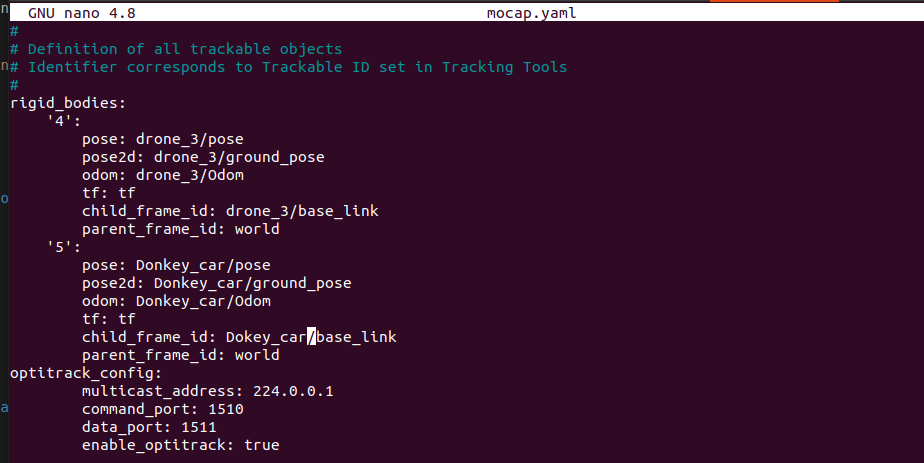 GNU nano 4.8 mocap.yaml
#
# Definition of all trackable objects
# Identifier corresponds to Trackable ID set in Tracking Tools
#
rigid_bodies:
    '4':
        pose: drone_3/pose
        pose2d: drone_3/ground_pose
        odom: drone_3/Odom
        tf: tf
        child_frame_id: drone_3/base_link
        parent_frame_id: world
    '5':
        pose: Donkey_car/pose
        pose2d: Donkey_car/ground_pose
        odom: Donkey_car/Odom
        tf: tf
        child_frame_id: Dokey_car/base_link
        parent_frame_id: world
optitrack_config:
        multicast_address: 224.0.0.1
        command_port: 1510
        data_port: 1511
        enable_optitrack: true